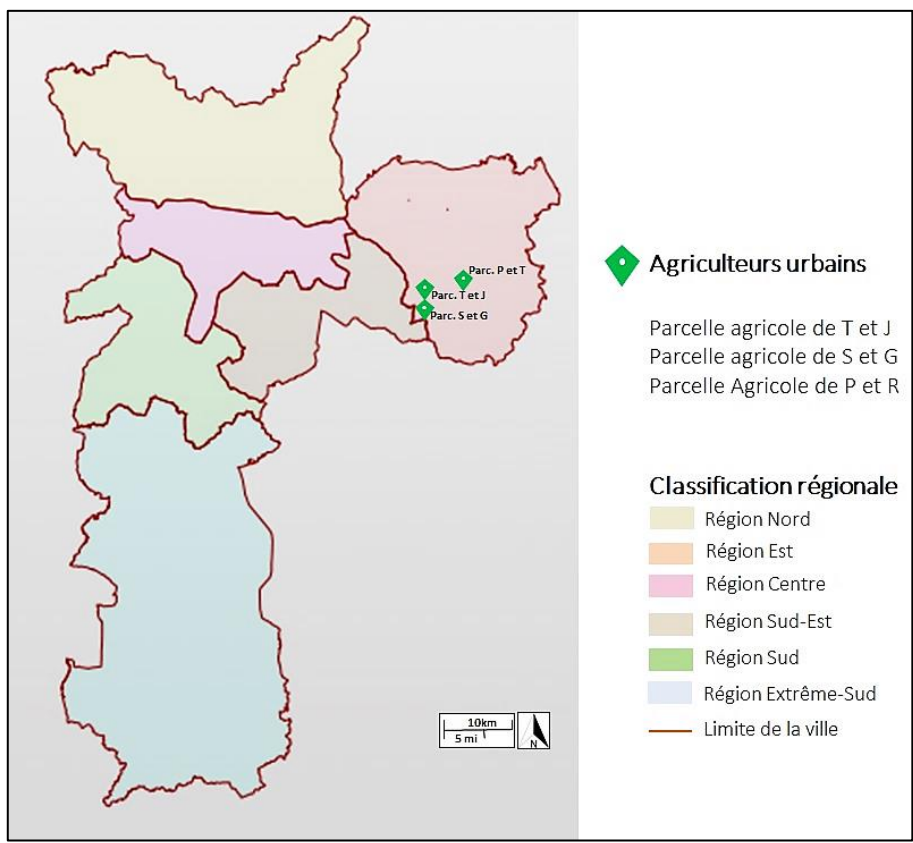 Parc. P et T
Parc. T et J
Parc. S et G
10km
5 mi
N
Agriculteurs urbains
Parcelle agricole de T et J
Parcelle agricole de S et G
Parcelle Agricole de P et R
Classification régionale
Région Nord
Région Est
Région Centre
Région Sud-Est
Région Sud
Région Extrême-Sud
Limite de la ville